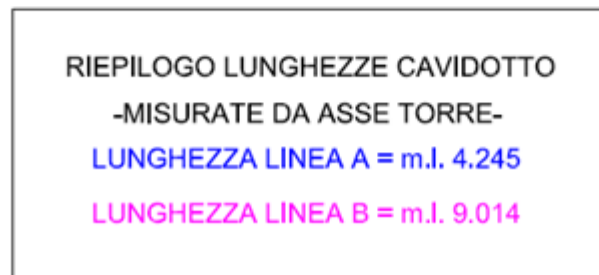 RIEPILOGO LUNGHEZZE CAVIDOTTO
-MISURATE DA ASSE TORRE-
LUNGHEZZA LINEA A = m.l. 4.245
LUNGHEZZA LINEA B = m.l. 9.014